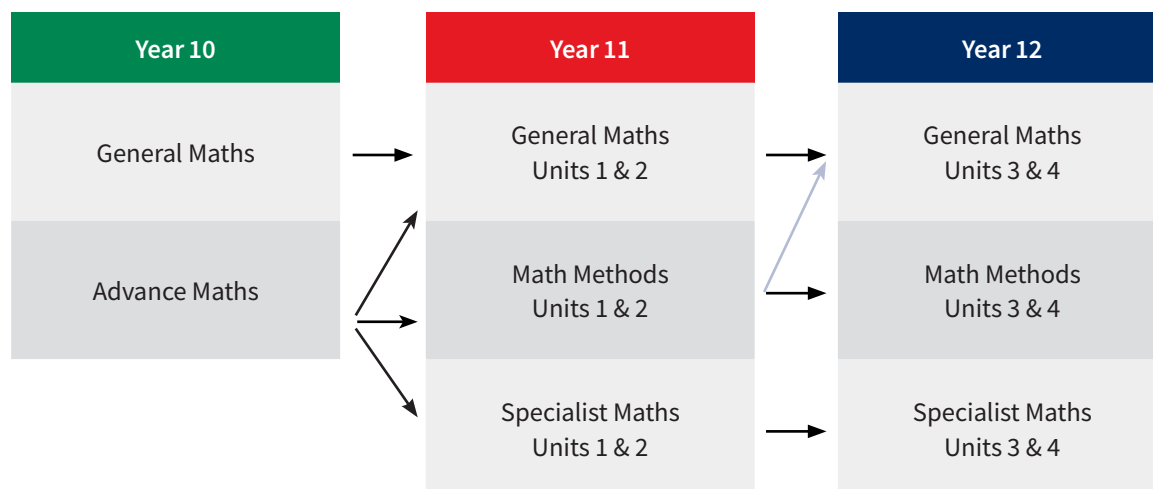 Year 10
Year 11
Year 12
General Maths
General Maths
Units 1 & 2
General Maths
Units 3 & 4
Advance Maths
Math Methods
Units 1 & 2
Math Methods
Units 3 & 4
Specialist Maths
Units 1 & 2
Specialist Maths
Units 3 & 4